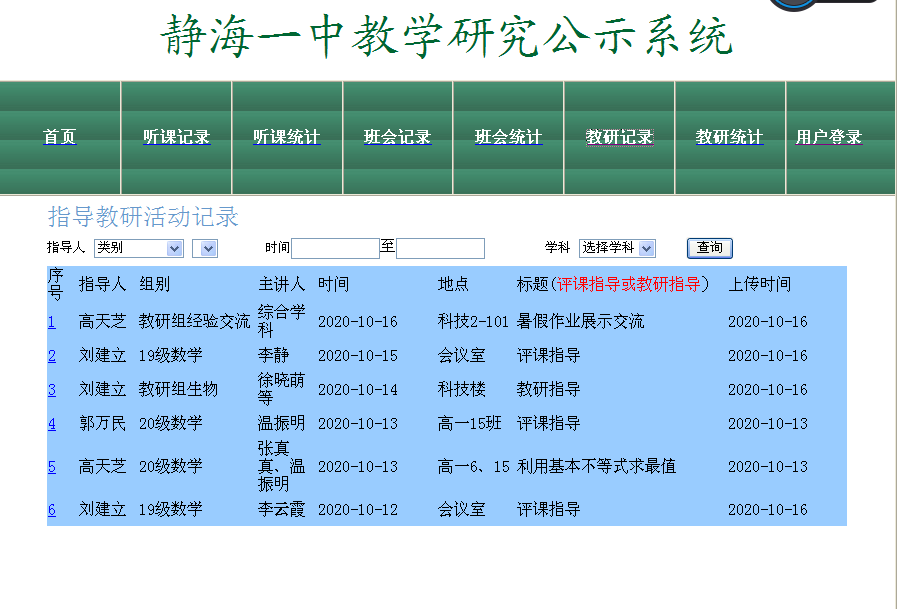 静海一中教学研究公示系统
首页 听课记录 听课统计 班会记录 班会统计 教研记录 教研统计 用户登录
指导教研活动记录
指导人 类别 时间 至 学科 选择学科 查询
序号 指导人 组别 主讲人 时间 地点 标题(评课指导或教研指导) 上传时间
1 高天芝 教研组经验交流 综合学科 2020-10-16 科技2-101 暑假作业展示交流 2020-10-16
2 刘建立 19级数学 李静 2020-10-15 会议室 评课指导 2020-10-16
3 刘建立 教研组生物 徐晓萌等 2020-10-14 科技楼 教研指导 2020-10-16
4 郭万民 20级数学 温振明 2020-10-13 高一15班 评课指导 2020-10-13
5 高天芝 20级数学 张真真、温振明 2020-10-13 高一6、15 利用基本不等式求最值 2020-10-13
6 刘建立 19级数学 李云霞 2020-10-12 会议室 评课指导 2020-10-16